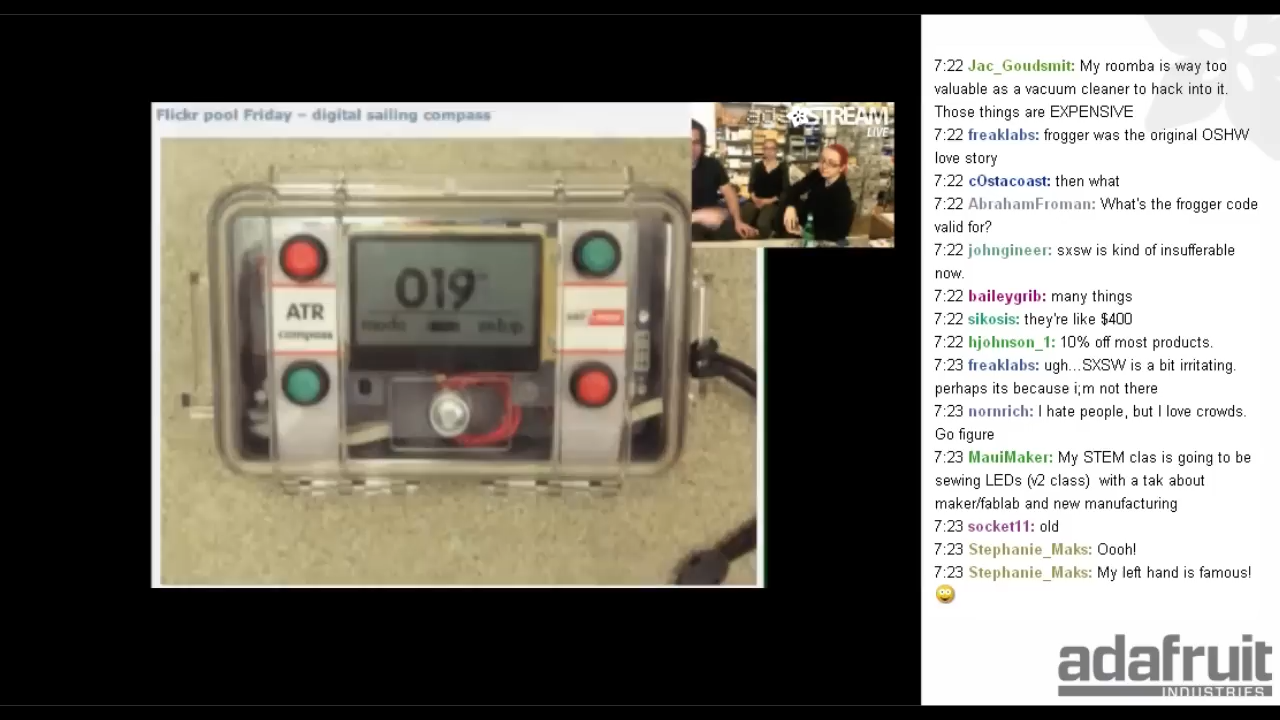 Flickr pool Friday – digital sailing compass
STREAM
LIVE
019
ATR
compass
mode
setup
7:22 Jac_Goudsmit: My roomba is way too
valuable as a vacuum cleaner to hack into it.
Those things are EXPENSIVE
7:22 freaklabs: frogger was the original OSHW
love story
7:22 cOstacoast: then what
7:22 AbrahamFroman: What's the frogger code
valid for?
7:22 johngineer: sxsw is kind of insufferable
now.
7:22 baileygrib: many things
7:22 sikosis: they're like $400
7:22 hjohnson_1: 10% off most products.
7:23 freaklabs: ugh...SXSW is a bit irritating.
perhaps its because i;m not there
7:23 nornrich: I hate people, but I love crowds.
Go figure
7:23 MauiMaker: My STEM clas is going to be
sewing LEDs (v2 class) with a tak about
maker/fablab and new manufacturing
7:23 socket11: old
7:23 Stephanie_Maks: Oooh!
7:23 Stephanie_Maks: My left hand is famous!
adafruit
INDUSTRIES